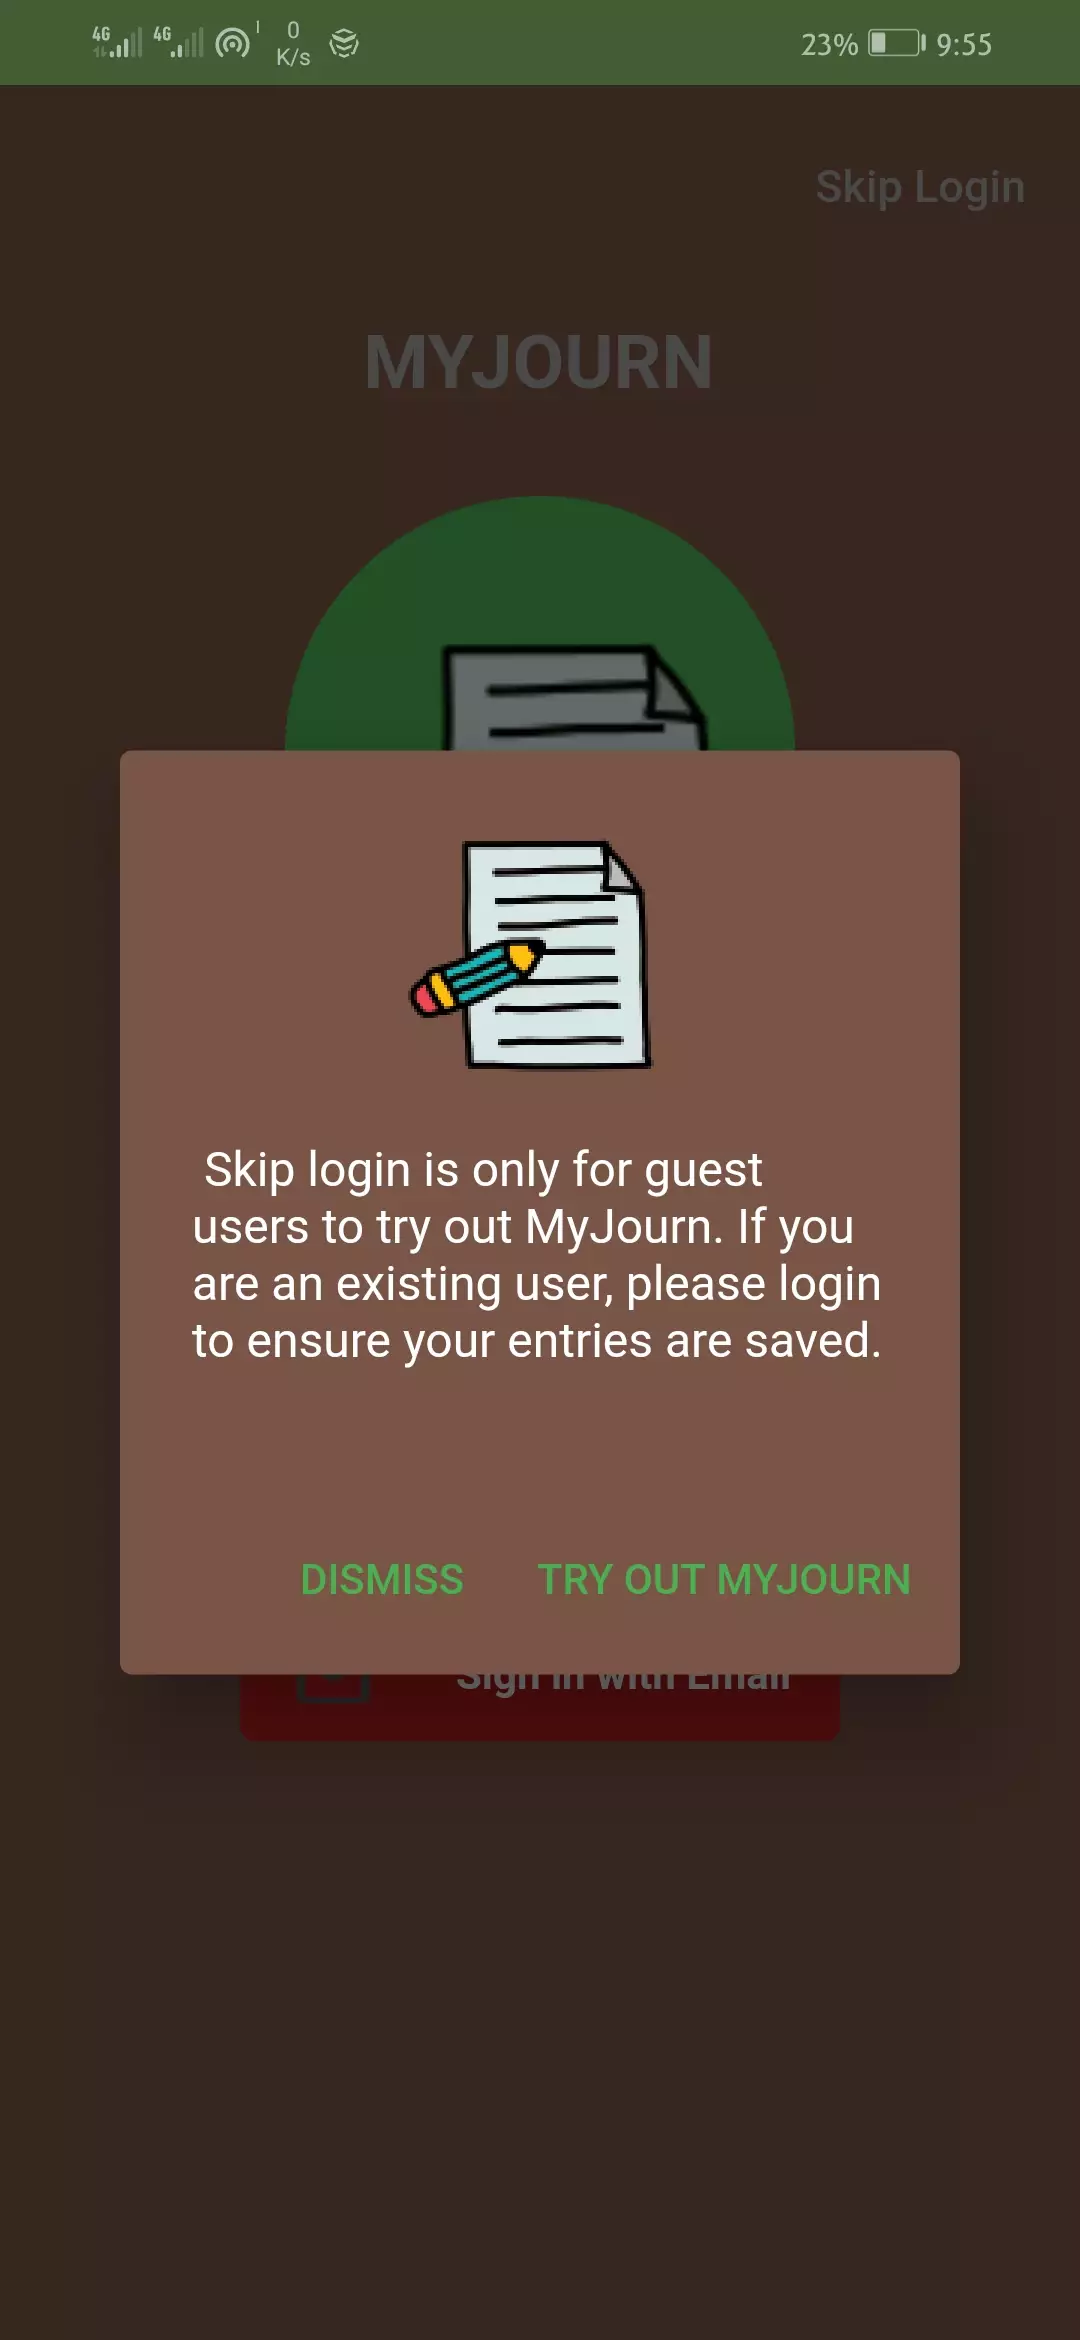 4G 4G 0 K/s 23% 9:55
Skip Login
MYJOURN
Skip login is only for guest
users to try out MyJourn. If you
are an existing user, please login
to ensure your entries are saved.
DISMISS TRY OUT MYJOURN
Sign in with Email